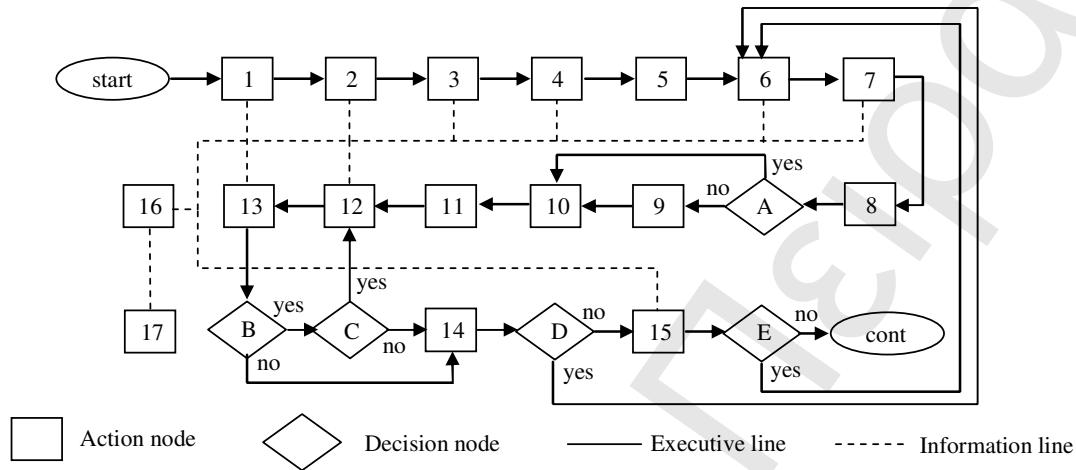 start 1 2 3 4 5 6 7
yes
16 13 12 11 10 9 no A 8
17 B yes C yes no 14 D no 15 E no cont
no yes yes
Action node Decision node Executive line Information line